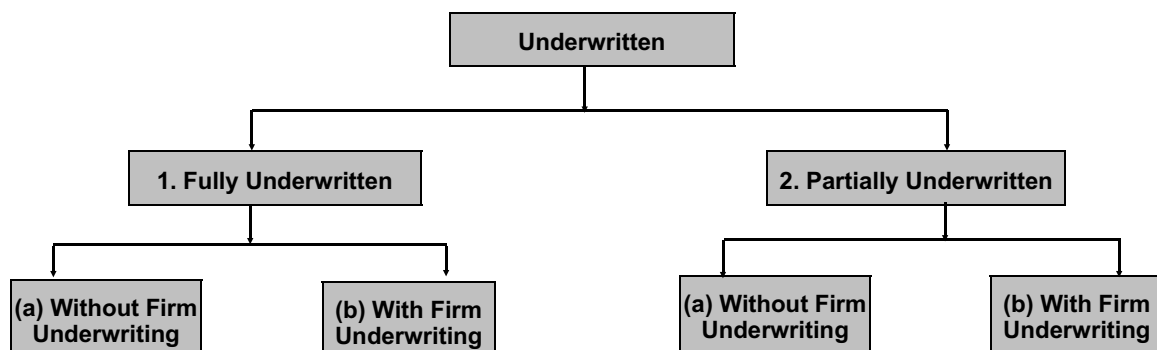 Underwritten
1. Fully Underwritten
2. Partially Underwritten
(a) Without Firm
Underwriting
(b) With Firm
Underwriting
(a) Without Firm
Underwriting
(b) With Firm
Underwriting